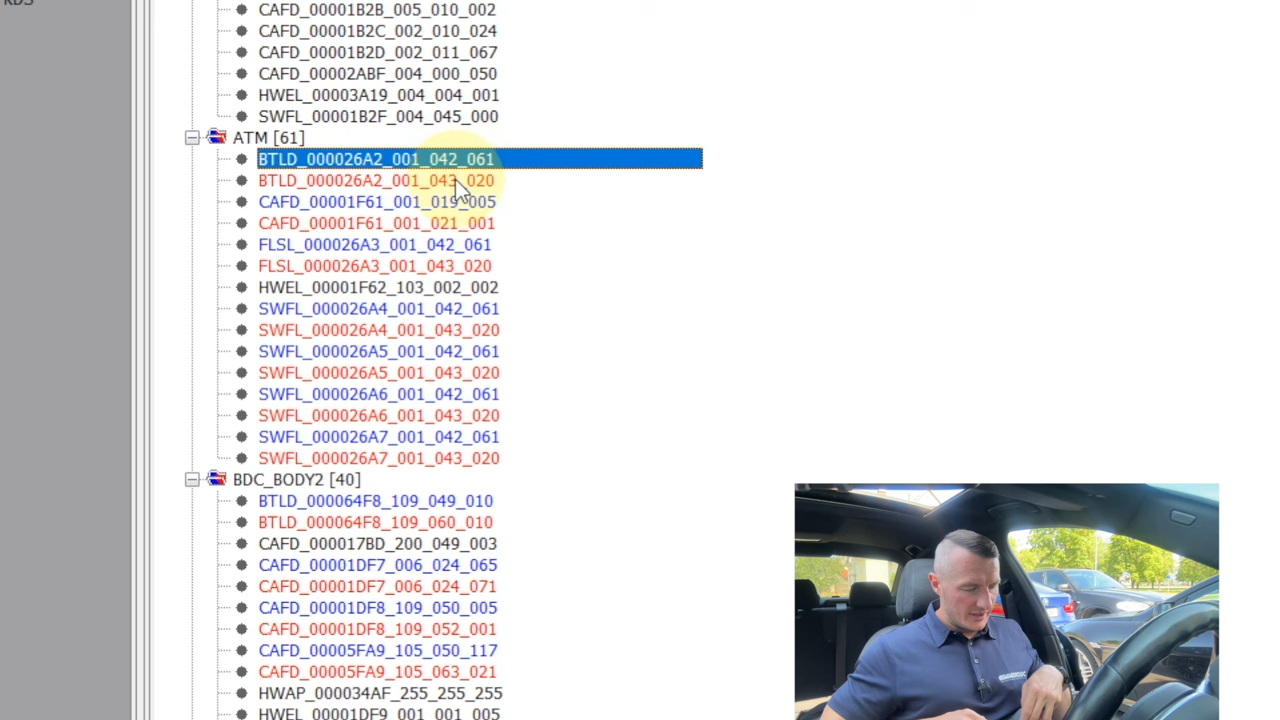 CAFD_00001B2B_005_010_002
CAFD_00001B2C_002_010_024
CAFD_00001B2D_002_011_067
CAFD_00002ABF_004_000_050
HWEL_00003A19_004_004_001
SWFL_00001B2F_004_045_000
ATM [61]
BTLD_000026A2_001_042_061
BTLD_000026A2_001_043_020
CAFD_00001F61_001_019_005
CAFD_00001F61_001_021_001
FLSL_000026A3_001_042_061
FLSL_000026A3_001_043_020
HWEL_00001F62_103_002_002
SWFL_000026A4_001_042_061
SWFL_000026A4_001_043_020
SWFL_000026A5_001_042_061
SWFL_000026A5_001_043_020
SWFL_000026A6_001_042_061
SWFL_000026A6_001_043_020
SWFL_000026A7_001_042_061
SWFL_000026A7_001_043_020
BDC_BODY2 [40]
BTLD_000064F8_109_049_010
BTLD_000064F8_109_060_010
CAFD_000017BD_200_049_003
CAFD_00001DF7_006_024_065
CAFD_00001DF7_006_024_071
CAFD_00001DF8_109_050_005
CAFD_00001DF8_109_052_001
CAFD_00005FA9_105_050_117
CAFD_00005FA9_105_063_021
HWAP_000034AF_255_255_255
HWEL_00001DF9_001_001_005